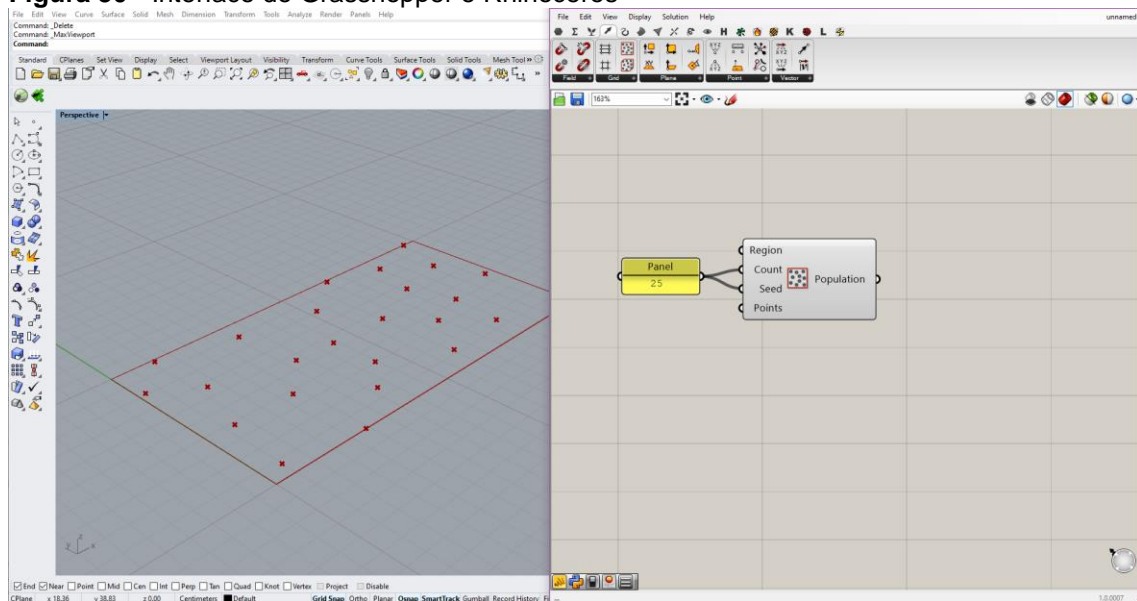 Figura 50 - Interface do Grasshopper e Rhinoceros
File Edit View Curve Surface Solid Mesh Dimension Transform Tools Analyze Render Panels Help
Command: _Delete
Command: _MaxViewport
Command:
Standard CPlanes Set View Display Select Viewport Layout Visibility Transform Curve Tools Surface Tools Solid Tools Mesh Tool
Perspective
z
y x
End Near Point Mid Cen Int Perp Tan Quad Knot Vertex Project Disable
CPlane x 18.36 y 38.83 z 0.00 Centimeters Default Grid Snap Ortho Planar Osnap SmartTrack Gumball Record History
File Edit View Display Solution Help unnamed
H K L
Field Grid Plane Point Vector
163%
Panel
25
Region
Count
Seed
Points
Population
1.0.0007